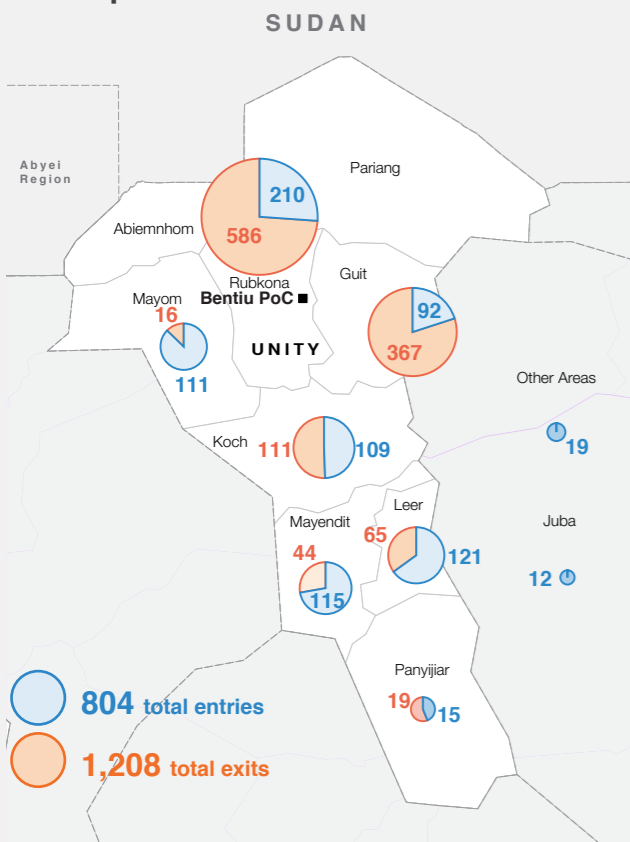 SUDAN
Abyei
Region
Pariang
210
586
Abiemnhom
Rubkona
Bentiu PoC
Guit
92
367
Mayom
16
111
UNITY
Other Areas
19
Koch
111
109
Leer
65
121
Mayendit
44
115
Juba
12
Panyijiar
19
15
804 total entries
1,208 total exits